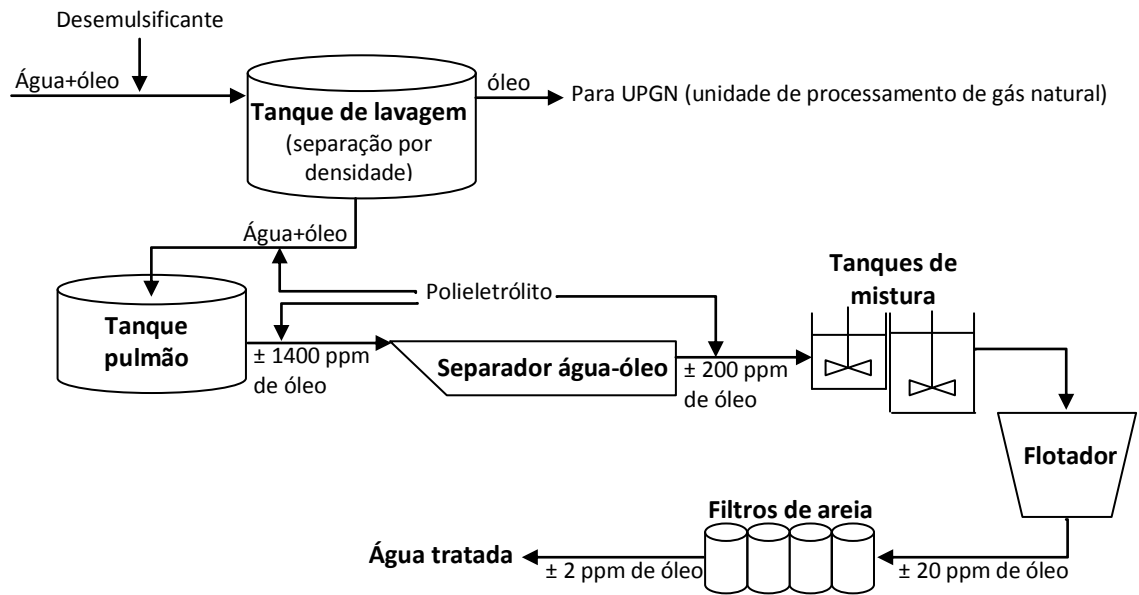 Desemulsificante
Água+óleo
óleo
Para UPGN (unidade de processamento de gás natural)
Tanque de lavagem
(separação por
densidade)
Água+óleo
Polieletrólito
Tanques de
mistura
Tanque
pulmão
± 1400 ppm
de óleo
Separador água-óleo
± 200 ppm
de óleo
Flotador
Filtros de areia
Água tratada
± 2 ppm de óleo
± 20 ppm de óleo